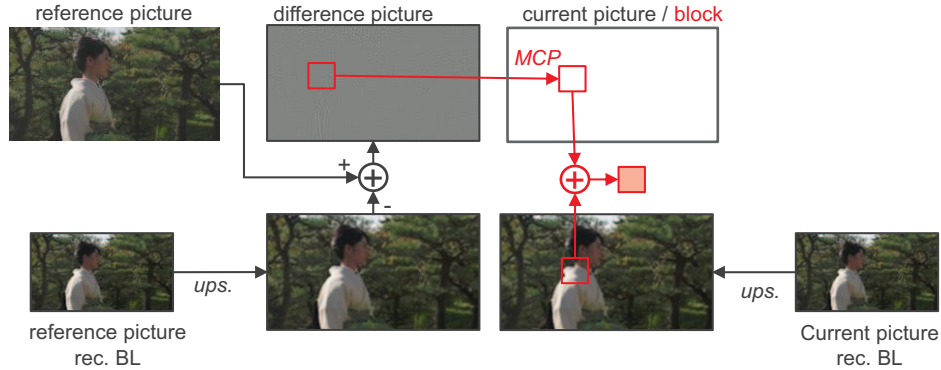 reference picture
difference picture
current picture / block
MCP
+
-
ups.
ups.
reference picture
rec. BL
Current picture
rec. BL